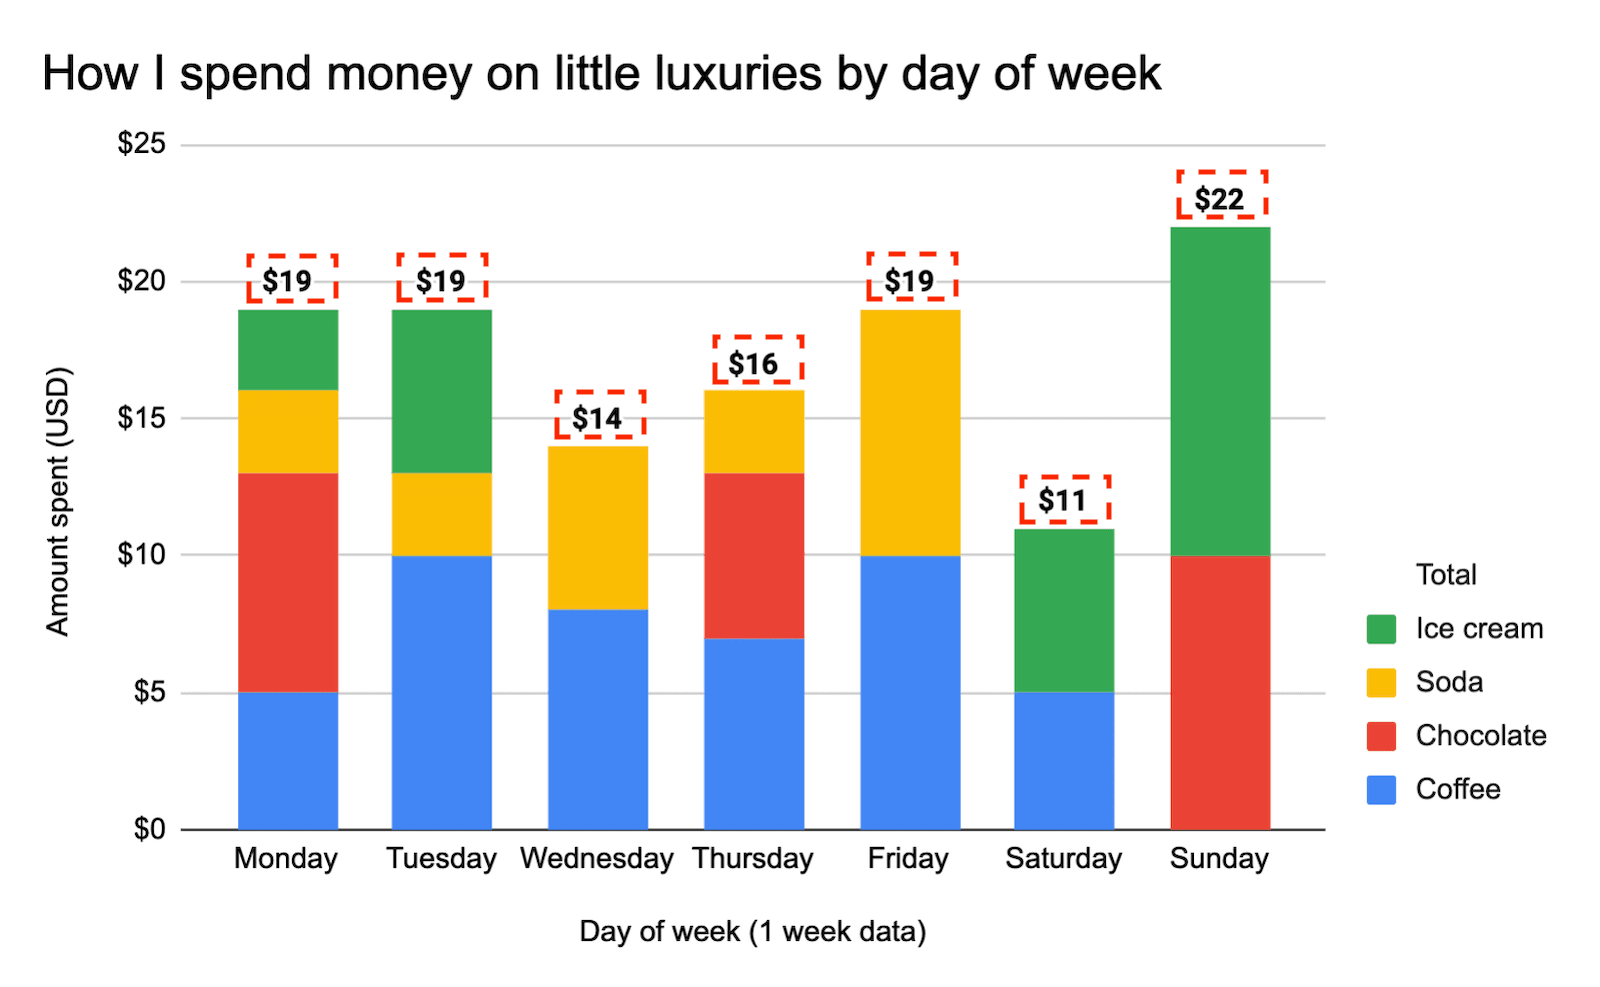 How I spend money on little luxuries by day of week
$25
$20
$15
$10
$5
$0
Amount spent (USD)
$19
$19
$14
$16
$19
$11
$22
Monday
Tuesday
Wednesday
Thursday
Friday
Saturday
Sunday
Day of week (1 week data)
Total
Ice cream
Soda
Chocolate
Coffee